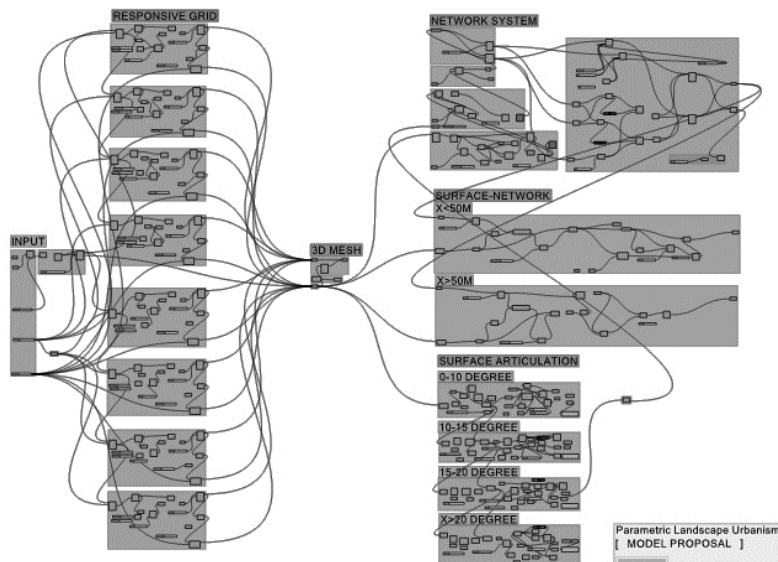 RESPONSIVE GRID
NETWORK SYSTEM
INPUT
3D MESH
SURFACE-NETWORK
X<50M
X>50M
SURFACE ARTICULATION
0-10 DEGREE
10-15 DEGREE
15-20 DEGREE
X>20 DEGREE
Parametric Landscape Urbanism
[ MODEL PROPOSAL ]